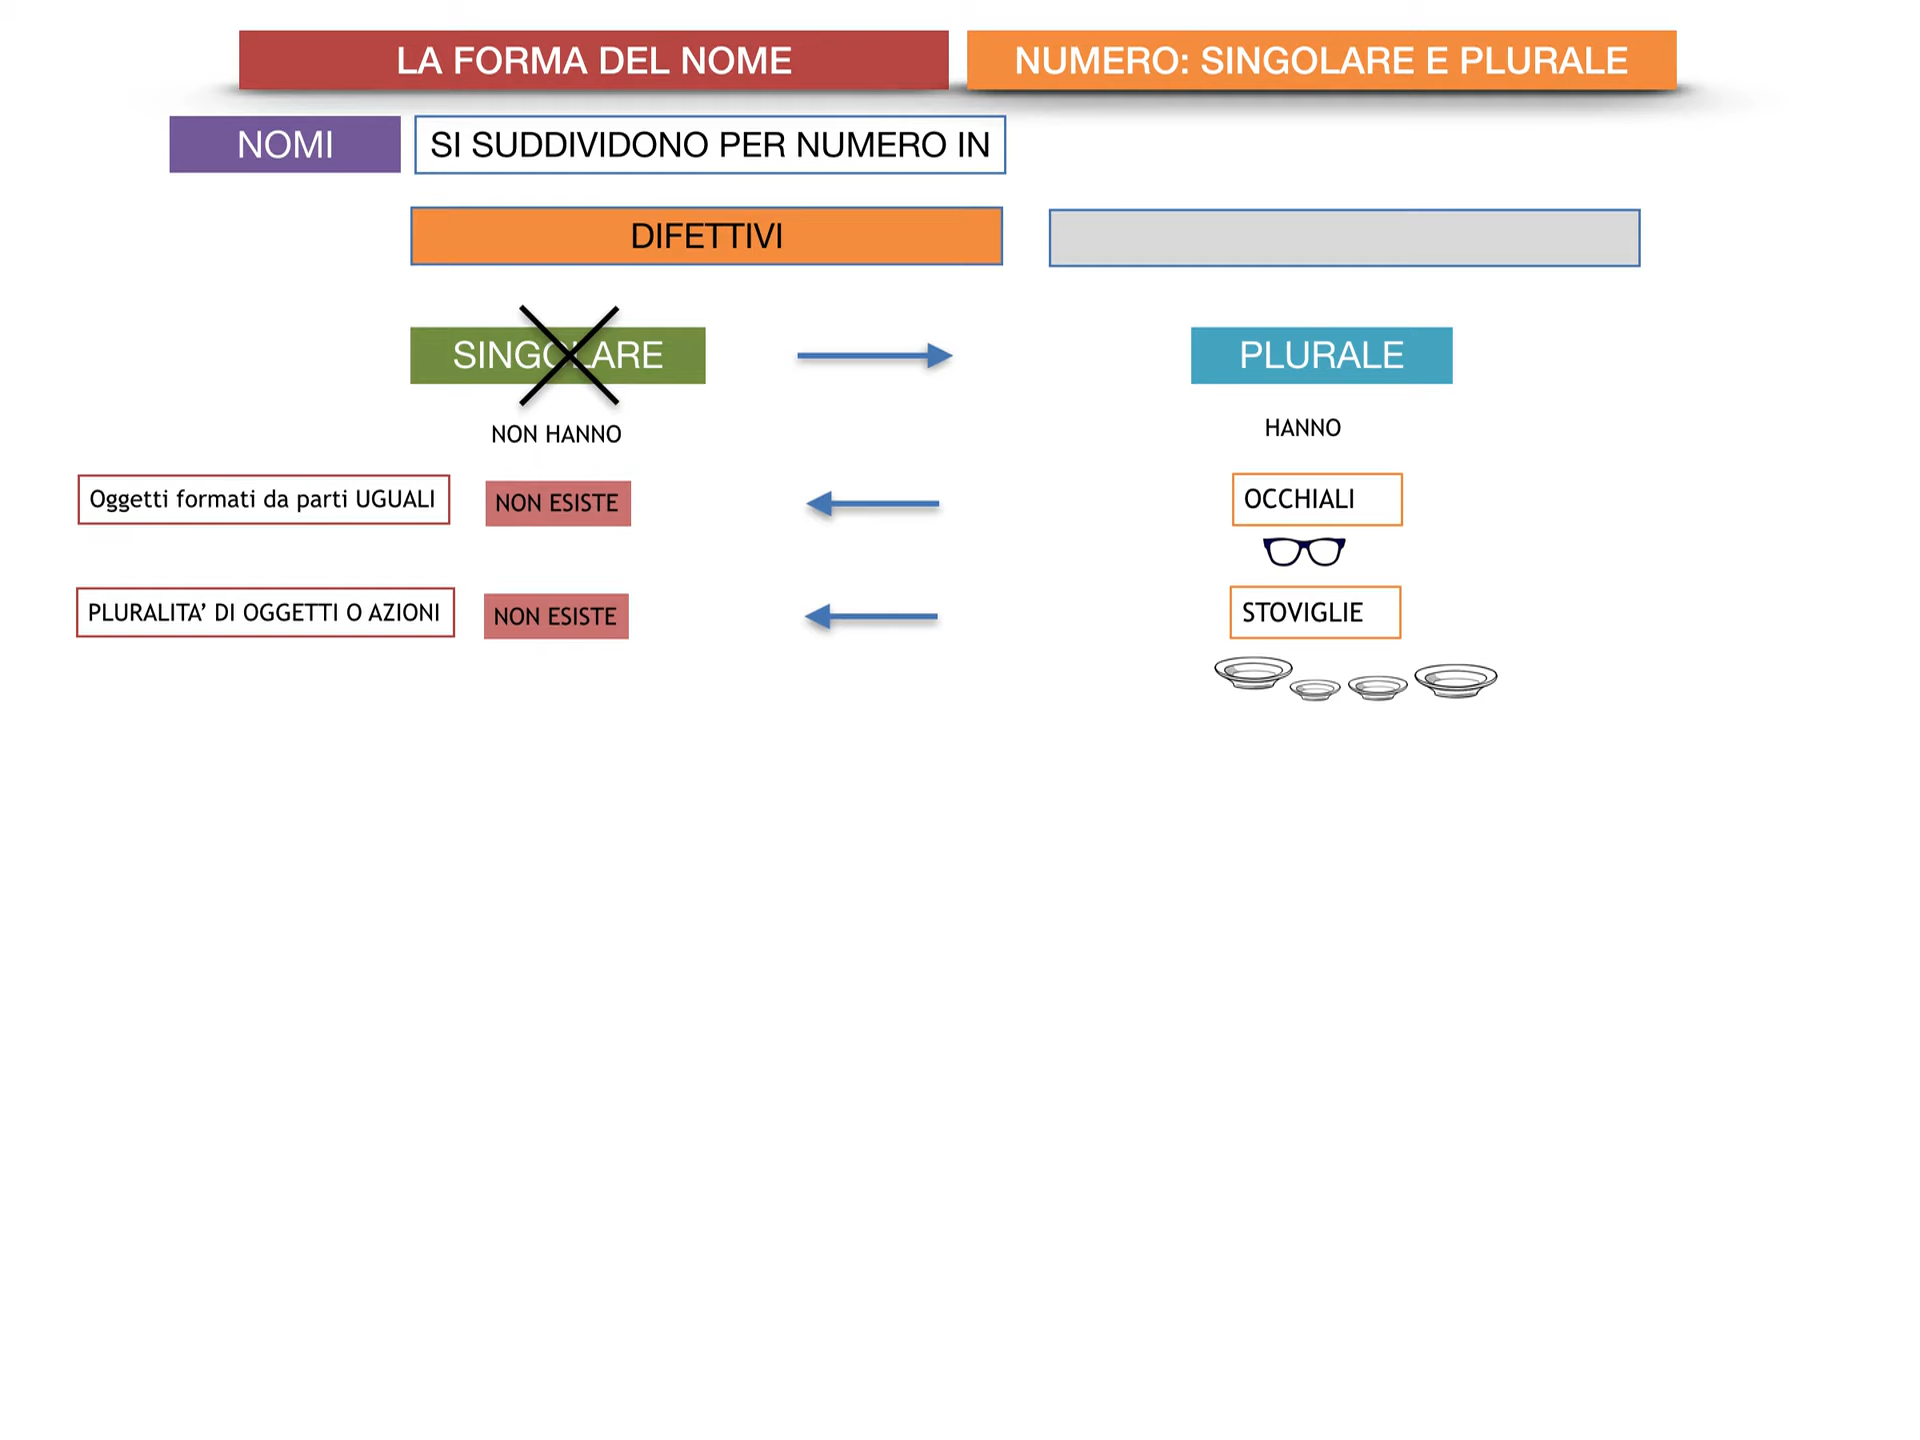 LA FORMA DEL NOME
NUMERO: SINGOLARE E PLURALE
NOMI
SI SUDDIVIDONO PER NUMERO IN
DIFETTIVI
SINGOLARE
PLURALE
NON HANNO
HANNO
Oggetti formati da parti UGUALI
NON ESISTE
OCCHIALI
PLURALITA’ DI OGGETTI O AZIONI
NON ESISTE
STOVIGLIE